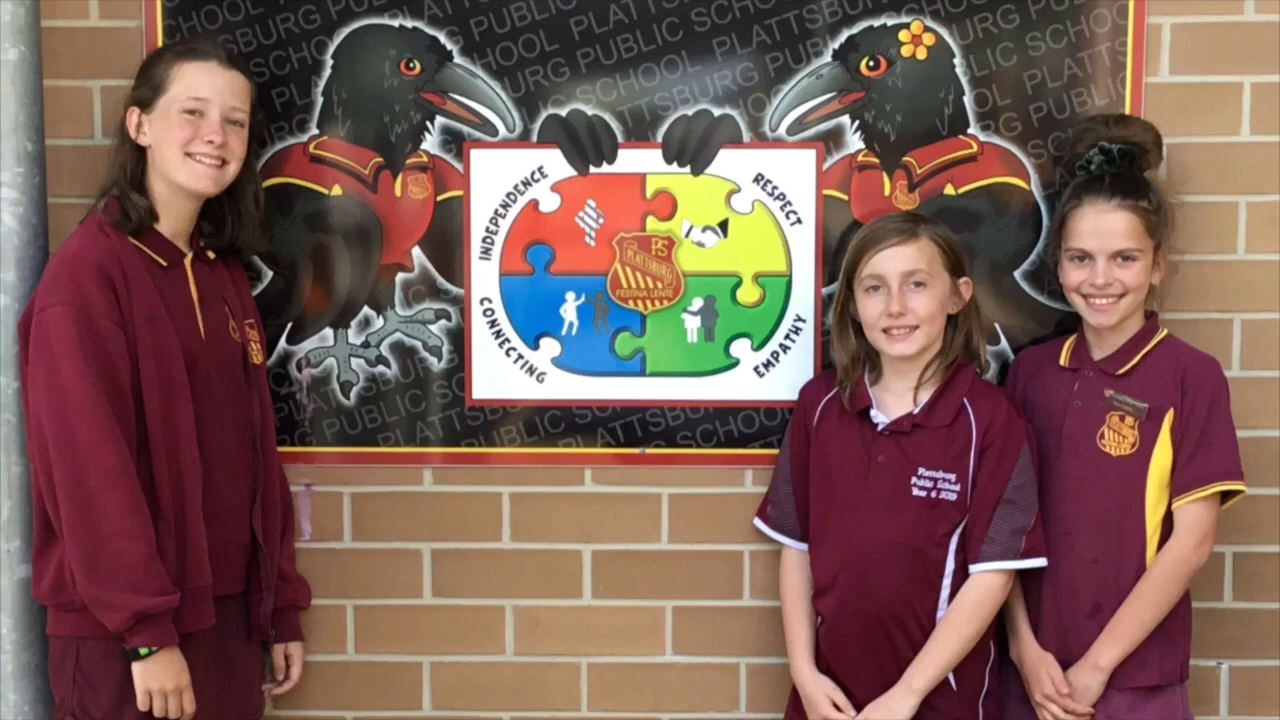 PLATTSBURG PUBLIC SCHOOL
INDEPENDENCE
RESPECT
PS
PLATTSBURG
FESTINA LENTE
CONNECTING
EMPATHY
Plattsburg
Public School
Year 6 2019